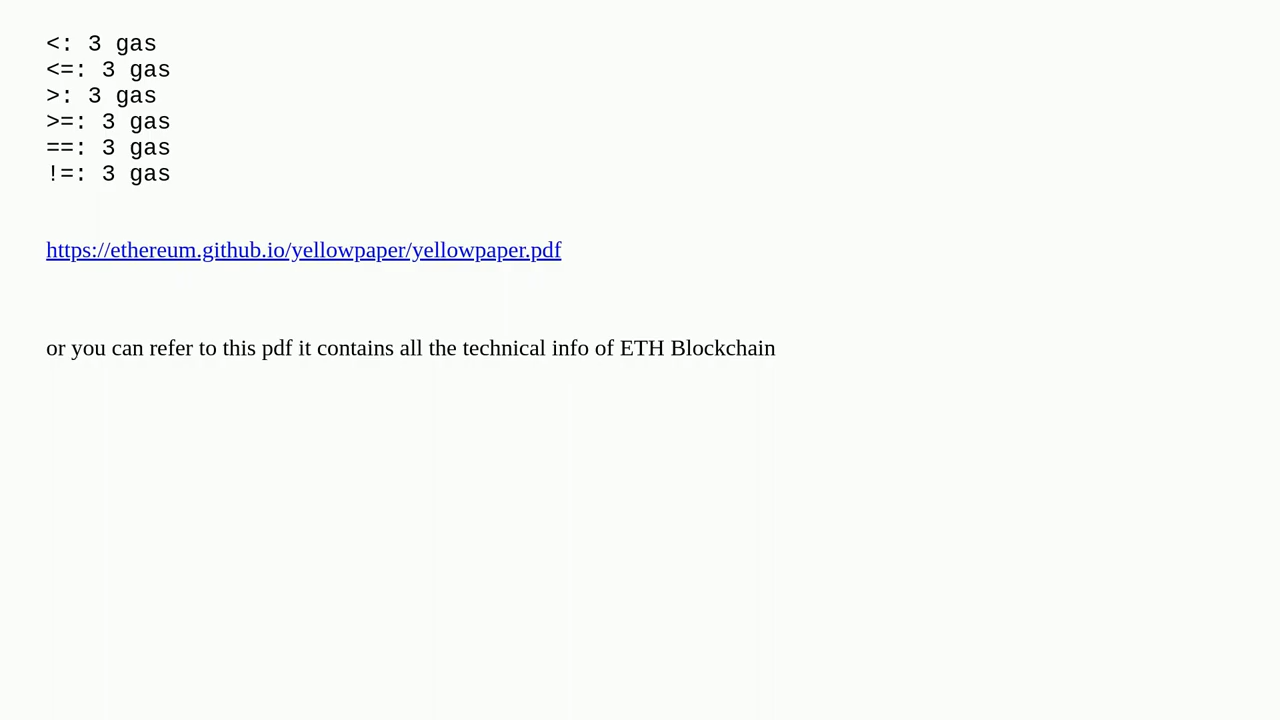 <: 3 gas
<=: 3 gas
>: 3 gas
>=: 3 gas
==: 3 gas
!=: 3 gas
https://ethereum.github.io/yellowpaper/yellowpaper.pdf
or you can refer to this pdf it contains all the technical info of ETH Blockchain